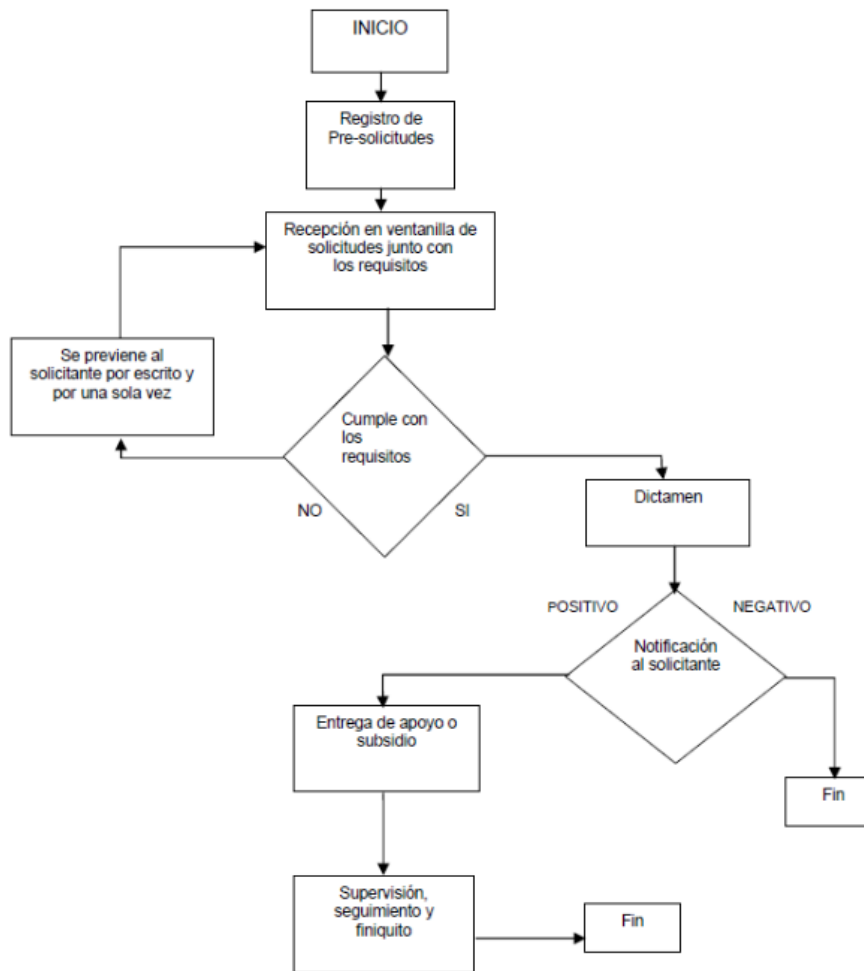 INICIO
Registro de
Pre-solicitudes
Recepción en ventanilla de
solicitudes junto con
los requisitos
Se previene al
solicitante por escrito y
por una sola vez
Cumple con
los
requisitos
NO
SI
Dictamen
POSITIVO
NEGATIVO
Notificación
al solicitante
Entrega de apoyo o
subsidio
Fin
Supervisión,
seguimiento y
finiquito
Fin